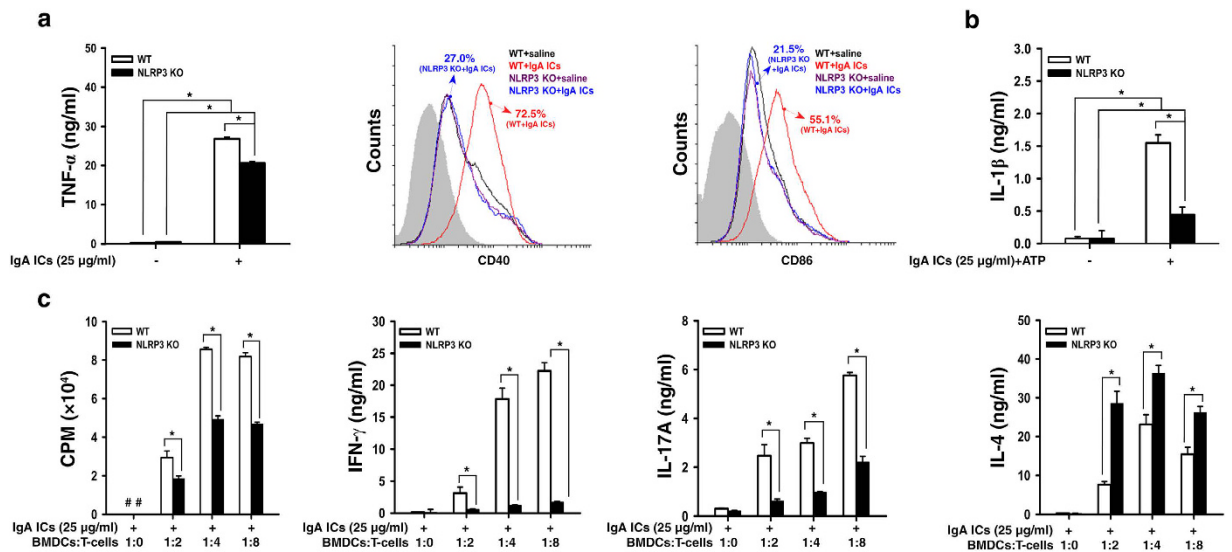 a
TNF-α (ng/ml)
60
50
40
30
20
10
0
WT
NLRP3 KO
*
*
*
IgA ICs (25 µg/ml)
-
+
Counts
27.0%
(NLRP3 KO+IgA ICs)
WT+saline
WT+IgA ICs
NLRP3 KO+saline
NLRP3 KO+IgA ICs
72.5%
(WT+IgA ICs)
CD40
Counts
21.5%
(NLRP3 KO
+IgA ICs)
WT+saline
WT+IgA ICs
NLRP3 KO+saline
NLRP3 KO+IgA ICs
55.1%
(WT+IgA ICs)
CD86
b
IL-1β (ng/ml)
3.0
2.5
2.0
1.5
1.0
0.5
0.0
WT
NLRP3 KO
*
*
*
IgA ICs (25 µg/ml)+ATP
-
+
c
CPM (×10⁴)
10
8
6
4
2
0
WT
NLRP3 KO
# #
*
*
*
IgA ICs (25 µg/ml) + + + +
BMDCs:T-cells 1:0 1:2 1:4 1:8
IFN-γ (ng/ml)
30
25
20
15
10
5
0
WT
NLRP3 KO
*
*
*
IgA ICs (25 µg/ml) + + + +
BMDCs:T-cells 1:0 1:2 1:4 1:8
IL-17A (ng/ml)
8
6
4
2
0
WT
NLRP3 KO
*
*
*
IgA ICs (25 µg/ml) + + + +
BMDCs:T-cells 1:0 1:2 1:4 1:8
IL-4 (ng/ml)
50
40
30
20
10
0
WT
NLRP3 KO
*
*
*
IgA ICs (25 µg/ml) + + + +
BMDCs:T-cells 1:0 1:2 1:4 1:8